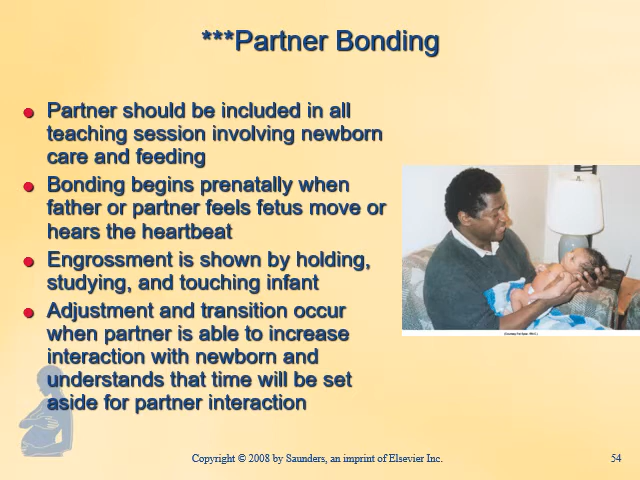 ***Partner Bonding
Partner should be included in all
teaching session involving newborn
care and feeding
Bonding begins prenatally when
father or partner feels fetus move or
hears the heartbeat
Engrossment is shown by holding,
studying, and touching infant
Adjustment and transition occur
when partner is able to increase
interaction with newborn and
understands that time will be set
aside for partner interaction
Copyright © 2008 by Saunders, an imprint of Elsevier Inc.
54